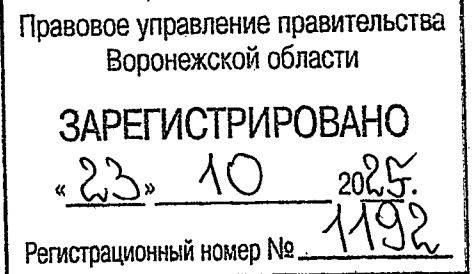 Правовое управление правительства
Воронежской области
ЗАРЕГИСТРИРОВАНО
« 23 » 10 2025.
Регистрационный номер № 1192